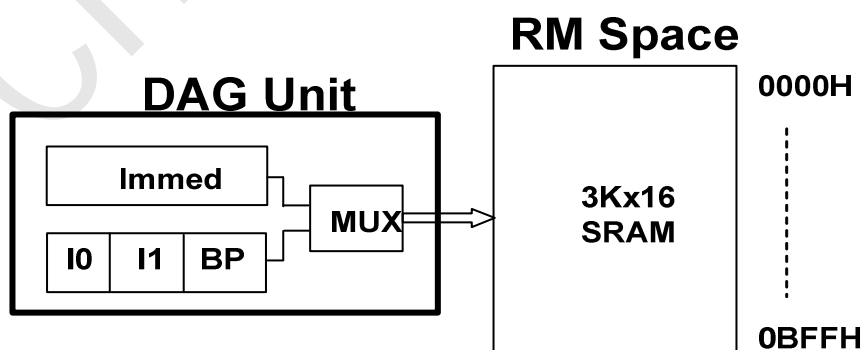 RM Space
DAG Unit
0000H
Immed
MUX
3Kx16
SRAM
I0 I1 BP
0BFFH